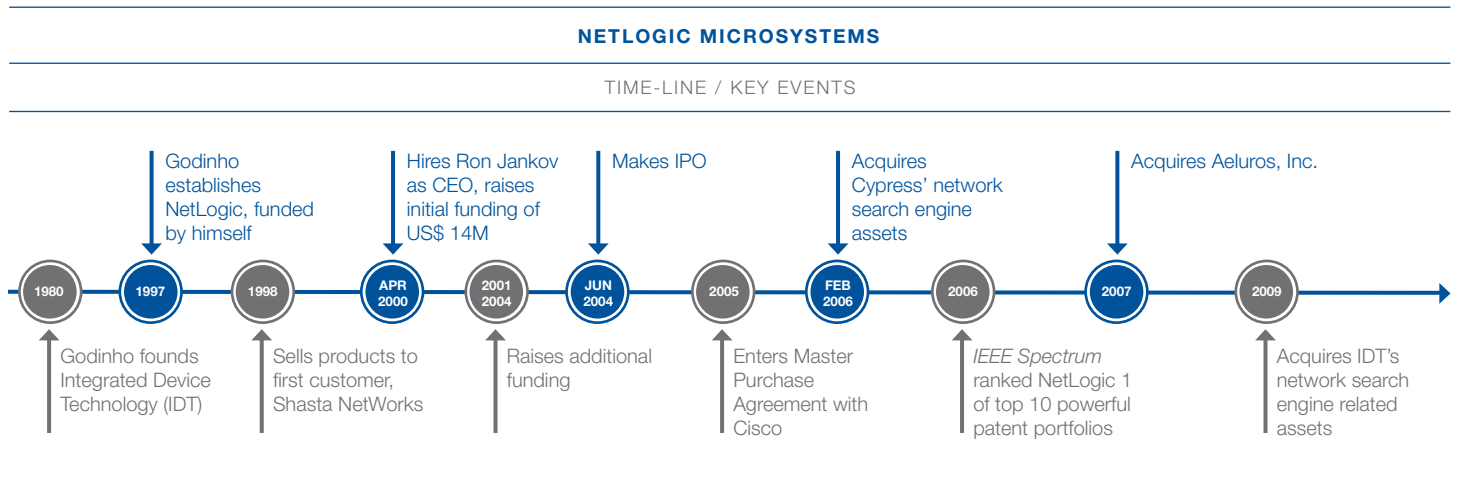 NETLOGIC MICROSYSTEMS
TIME-LINE / KEY EVENTS
Godinho
establishes
NetLogic, funded
by himself
Hires Ron Jankov
as CEO, raises
initial funding of
US$ 14M
Makes IPO
Acquires
Cypress’ network
search engine
assets
Acquires Aeluros, Inc.
1980
1997
1998
APR
2000
2001
2004
JUN
2004
2005
FEB
2006
2006
2007
2009
Godinho founds
Integrated Device
Technology (IDT)
Sells products to
first customer,
Shasta NetWorks
Raises additional
funding
Enters Master
Purchase
Agreement with
Cisco
IEEE Spectrum
ranked NetLogic 1
of top 10 powerful
patent portfolios
Acquires IDT’s
network search
engine related
assets